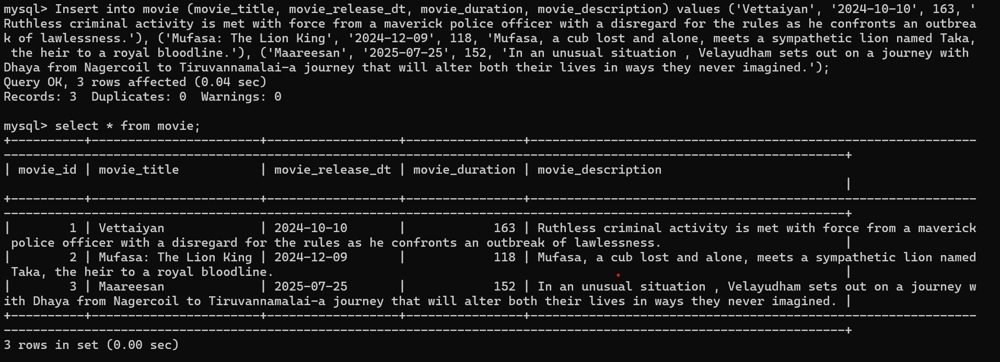 mysql> Insert into movie (movie_title, movie_release_dt, movie_duration, movie_description) values ('Vettaiyan', '2024-10-10', 163, '
Ruthless criminal activity is met with force from a maverick police officer with a disregard for the rules as he confronts an outbrea
k of lawlessness.'), ('Mufasa: The Lion King', '2024-12-09', 118, 'Mufasa, a cub lost and alone, meets a sympathetic lion named Taka,
 the heir to a royal bloodline.'), ('Maareesan', '2025-07-25', 152, 'In an unusual situation , Velayudham sets out on a journey with
Dhaya from Nagercoil to Tiruvannamalai-a journey that will alter both their lives in ways they never imagined.');
Query OK, 3 rows affected (0.04 sec)
Records: 3  Duplicates: 0  Warnings: 0

mysql> select * from movie;
+----------+-----------------------+------------------+----------------+-------------------------------------------------------------
-------------------------------------------------------------------------------------------------------------------+
| movie_id | movie_title           | movie_release_dt | movie_duration | movie_description
                                                                                                                   |
+----------+-----------------------+------------------+----------------+-------------------------------------------------------------
-------------------------------------------------------------------------------------------------------------------+
|        1 | Vettaiyan             | 2024-10-10       |            163 | Ruthless criminal activity is met with force from a maverick
 police officer with a disregard for the rules as he confronts an outbreak of lawlessness.                         |
|        2 | Mufasa: The Lion King | 2024-12-09       |            118 | Mufasa, a cub lost and alone, meets a sympathetic lion named
 Taka, the heir to a royal bloodline.                                                                              |
|        3 | Maareesan             | 2025-07-25       |            152 | In an unusual situation , Velayudham sets out on a journey w
ith Dhaya from Nagercoil to Tiruvannamalai-a journey that will alter both their lives in ways they never imagined. |
+----------+-----------------------+------------------+----------------+-------------------------------------------------------------
-------------------------------------------------------------------------------------------------------------------+
3 rows in set (0.00 sec)